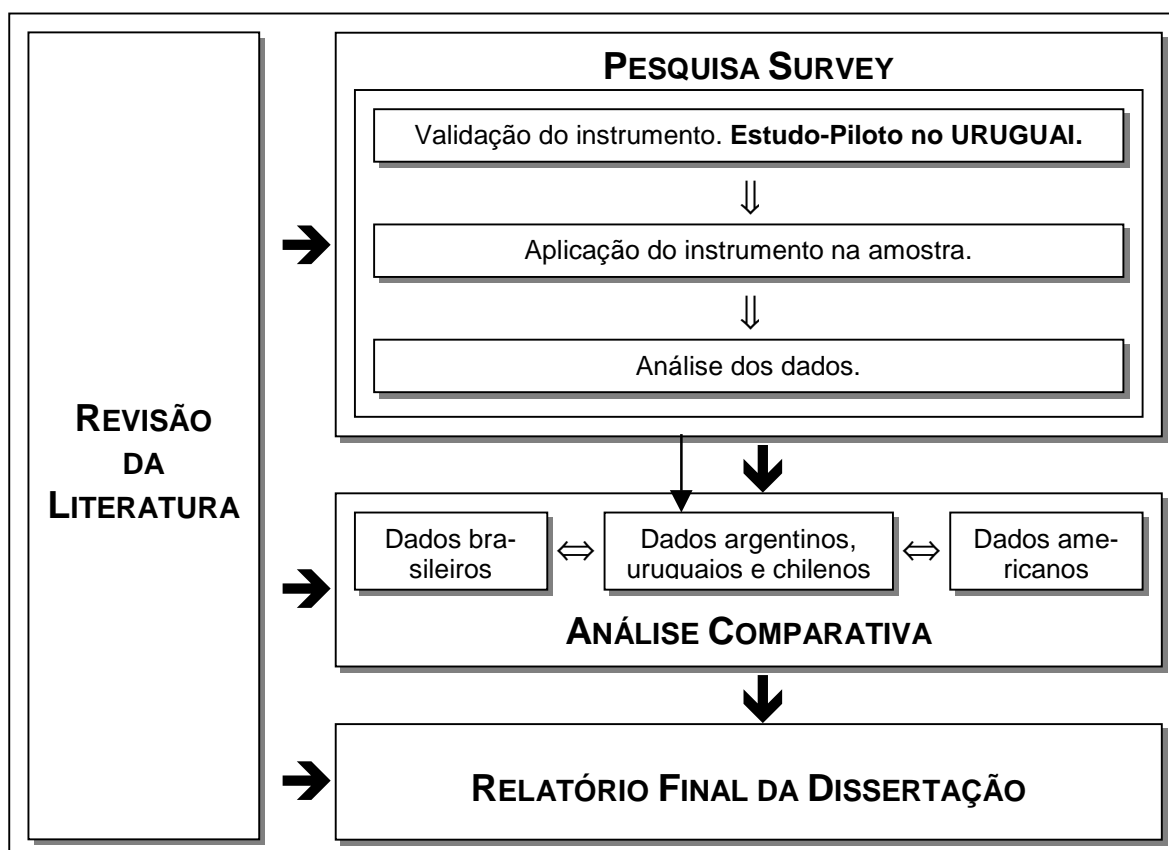 REVISÃO
DA
LITERATURA
PESQUISA SURVEY
Validação do instrumento. Estudo-Piloto no URUGUAI.
⇓
Aplicação do instrumento na amostra.
⇓
Análise dos dados.
Dados bra-
sileiros
⇔
Dados argentinos,
uruguaios e chilenos
⇔
Dados ame-
ricanos
ANÁLISE COMPARATIVA
RELATÓRIO FINAL DA DISSERTAÇÃO